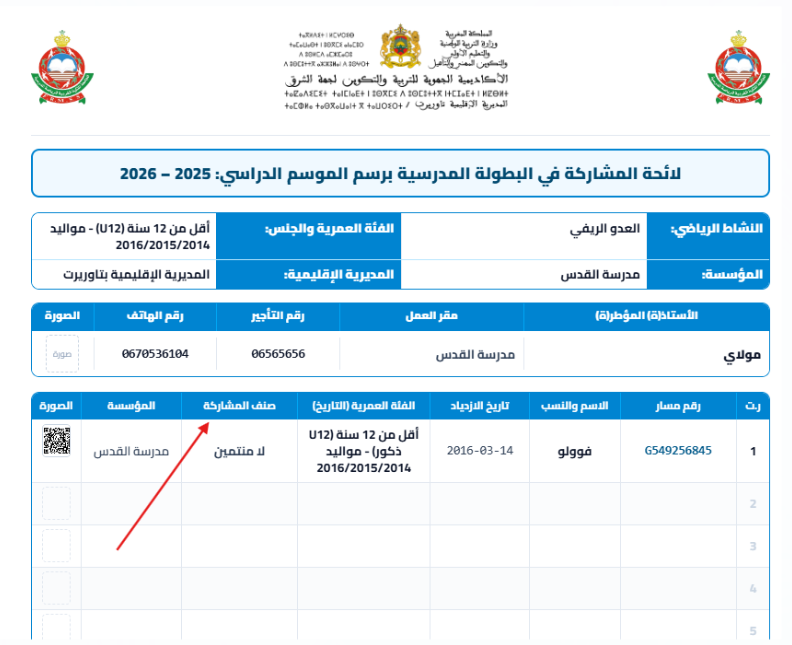 المملكة المغربية
وزارة التربية الوطنية
والتعليم الأولي
والرياضة
الأكاديمية الجهوية للتربية والتكوين لجهة الشرق
المديرية الإقليمية تاوريرت
لائحة المشاركة في البطولة المدرسية برسم الموسم الدراسي: 2025 – 2026
النشاط الرياضي: العدو الريفي الفئة العمرية والجنس: أقل من 12 سنة (U12) - مواليد
2016/2015/2014
المؤسسة: مدرسة القدس المديرية الإقليمية: المديرية الإقليمية بتاوريرت
الأستاذ(ة) المؤطر(ة) مقر العمل رقم التأجير رقم الهاتف الصورة
مولاي مدرسة القدس 06565656 0670536104 صورة
ر.ت رقم مسار الاسم والنسب تاريخ الازدياد الفئة العمرية (التاريخ) صنف المشاركة المؤسسة الصورة
1 G549256845 فوولو 2016-03-14 أقل من 12 سنة (U12
ذكور) - مواليد
2016/2015/2014 لا منتمين مدرسة القدس
2
3
4
5